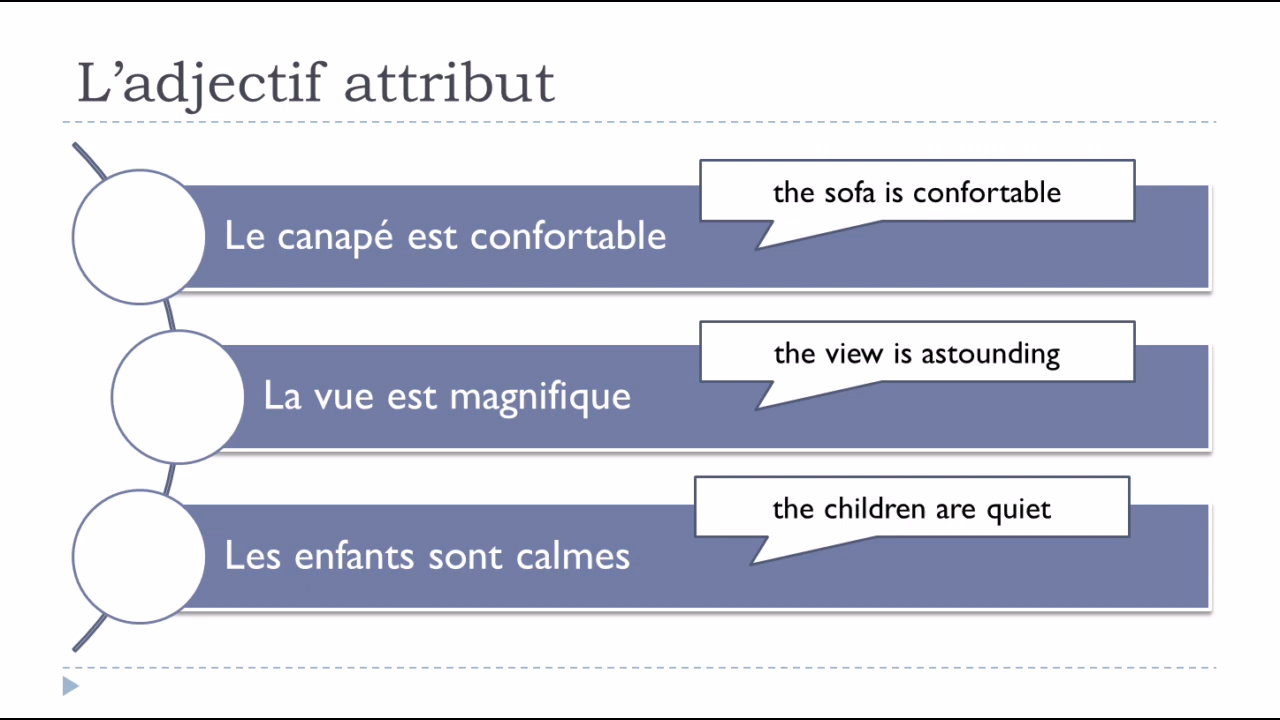 L’adjectif attribut
the sofa is confortable
Le canapé est confortable
the view is astounding
La vue est magnifique
the children are quiet
Les enfants sont calmes